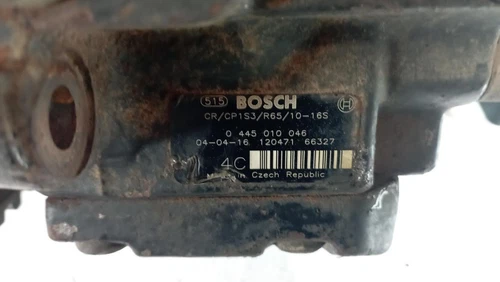 515 BOSCH
CR/CP1S3/R65/10-16S
0 445 010 046
04-04-16 120471 66327
4C
Made in Czech Republic